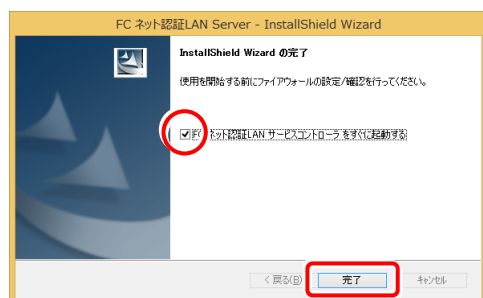 FC ネット認証LAN Server - InstallShield Wizard
InstallShield Wizard の完了
使用を開始する前にファイアウォールの設定/確認を行ってください。
FC ネット認証LAN サービスコントローラ をすぐに起動する
< 戻る(B)
完了
キャンセル